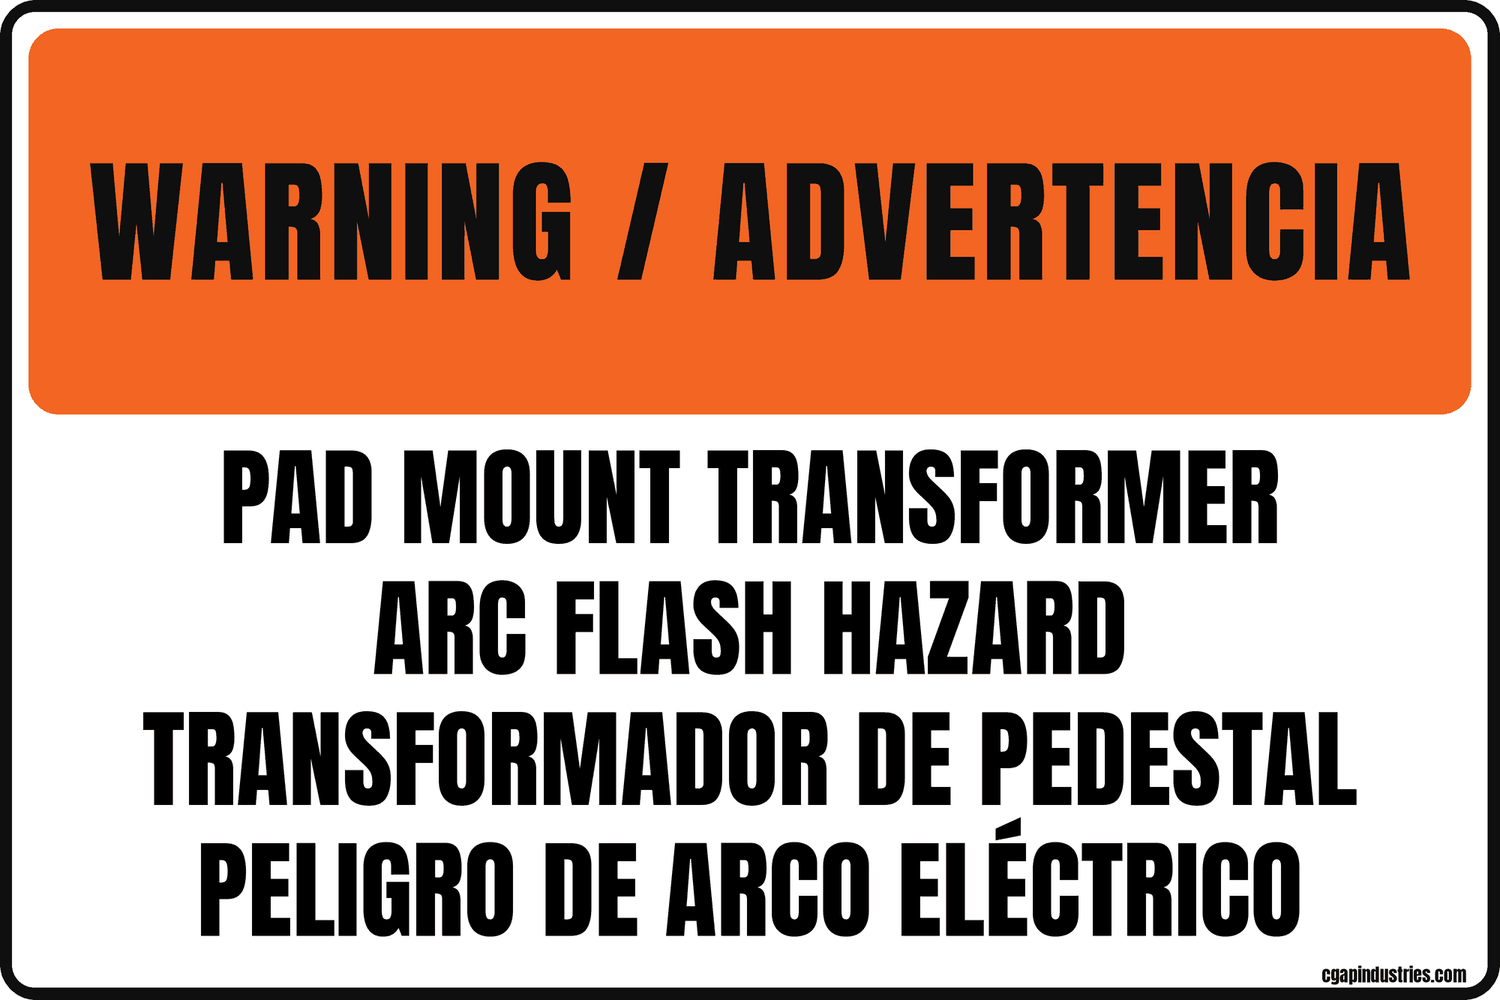 WARNING / ADVERTENCIA
PAD MOUNT TRANSFORMER
ARC FLASH HAZARD
TRANSFORMADOR DE PEDESTAL
PELIGRO DE ARCO ELÉCTRICO
cgapindustries.com